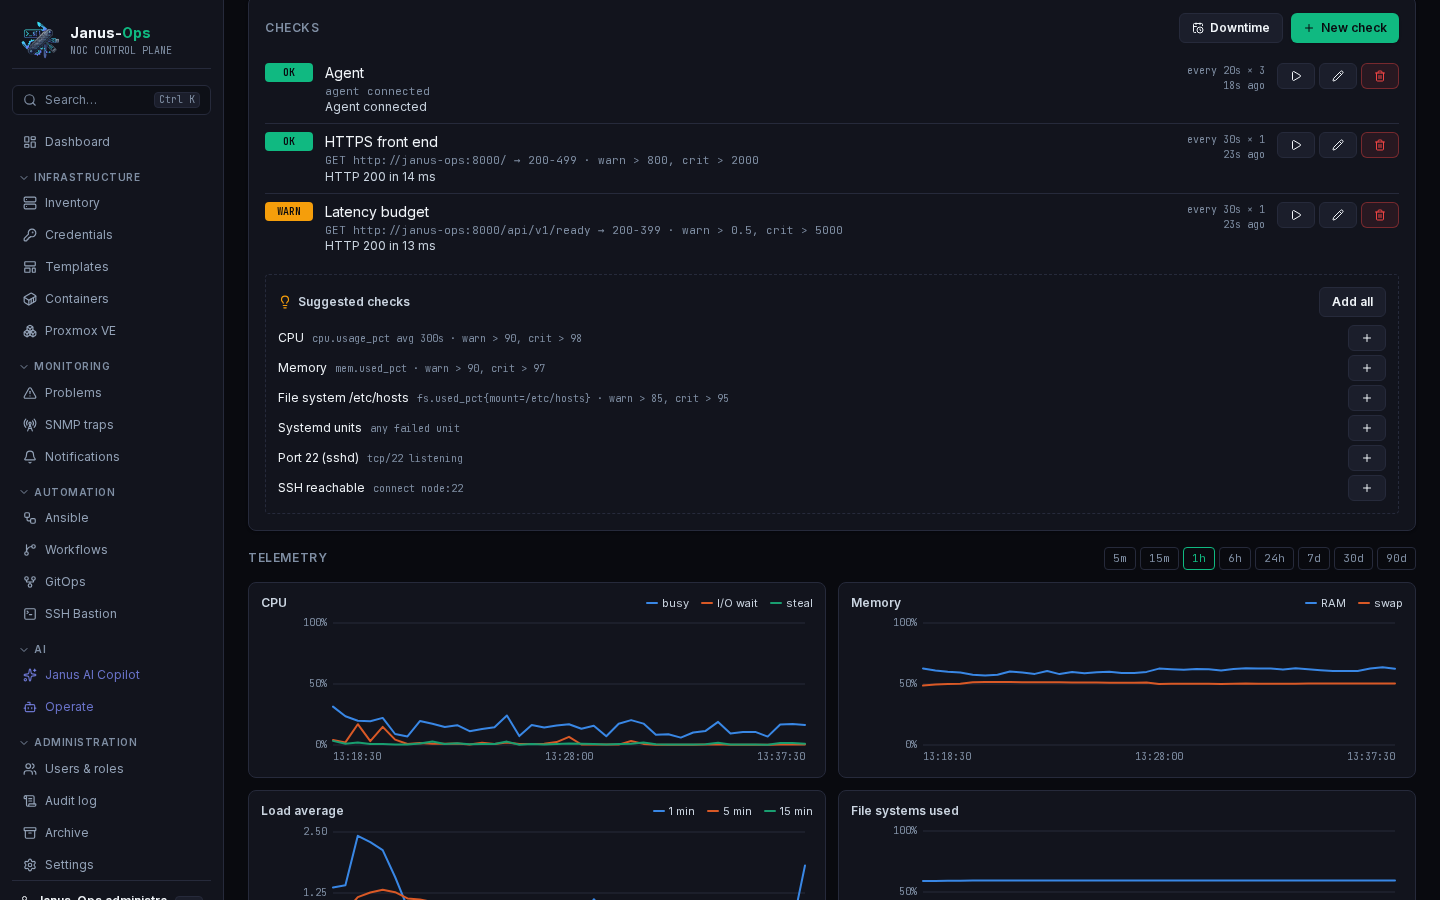 Janus-Ops
NOC CONTROL PLANE
Search...
Ctrl K
Dashboard
INFRASTRUCTURE
Inventory
Credentials
Templates
Containers
Proxmox VE
MONITORING
Problems
SNMP traps
Notifications
AUTOMATION
Ansible
Workflows
GitOps
SSH Bastion
AI
Janus AI Copilot
Operate
ADMINISTRATION
Users & roles
Audit log
Archive
Settings
Janus-Ops administra
CHECKS
Downtime
New check
OK
Agent
agent connected
Agent connected
every 20s × 3
18s ago
OK
HTTPS front end
GET http://janus-ops:8000/ → 200-499 · warn > 800, crit > 2000
HTTP 200 in 14 ms
every 30s × 1
23s ago
WARN
Latency budget
GET http://janus-ops:8000/api/v1/ready → 200-399 · warn > 0.5, crit > 5000
HTTP 200 in 13 ms
every 30s × 1
23s ago
Suggested checks
Add all
CPU cpu.usage_pct avg 300s · warn > 90, crit > 98
Memory mem.used_pct · warn > 90, crit > 97
File system /etc/hosts fs.used_pct{mount=/etc/hosts} · warn > 85, crit > 95
Systemd units any failed unit
Port 22 (sshd) tcp/22 listening
SSH reachable connect node:22
TELEMETRY
5m 15m 1h 6h 24h 7d 30d 90d
CPU
busy I/O wait steal
100%
50%
0%
13:18:30 13:28:00 13:37:30
Memory
RAM swap
100%
50%
0%
13:18:30 13:28:00 13:37:30
Load average
1 min 5 min 15 min
2.50
1.25
File systems used
100%
50%